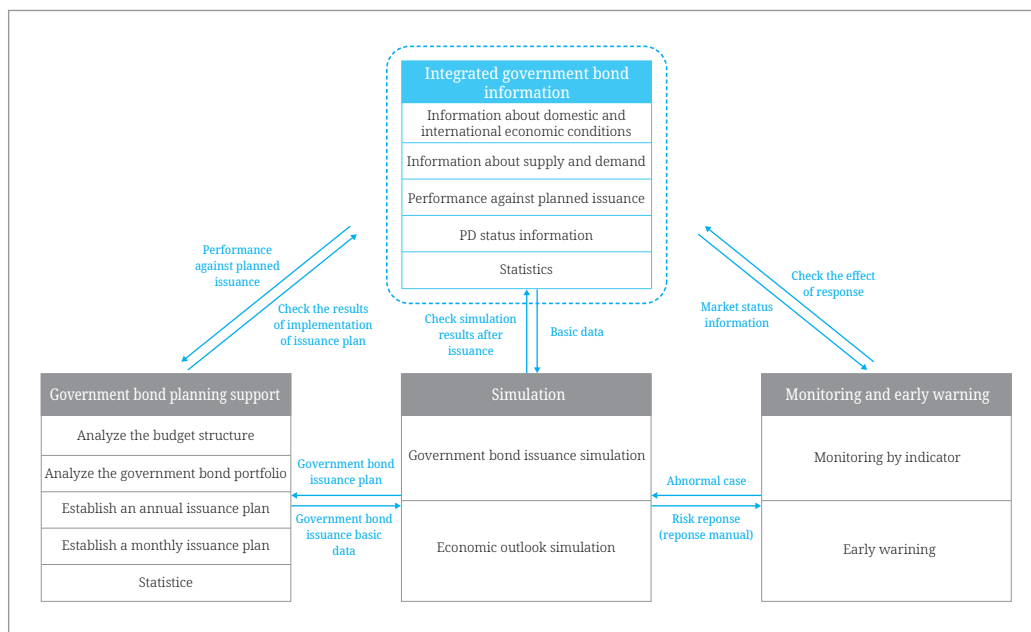 Integrated government bond
information
Information about domestic and
international economic conditions
Information about supply and demand
Performance against planned issuance
PD status information
Statistics
Performance
against planned
issuance
Check the results
of implementation
of issuance plan
Check simulation
results after
issuance
Basic data
Check the effect
of response
Market status
information
Government bond planning support
Analyze the budget structure
Analyze the government bond portfolio
Establish an annual issuance plan
Establish a monthly issuance plan
Statistice
Government bond
issuance plan
Government bond
issuance basic
data
Simulation
Government bond issuance simulation
Economic outlook simulation
Abnormal case
Risk reponse
(reponse manual)
Monitoring and early warning
Monitoring by indicator
Early warining